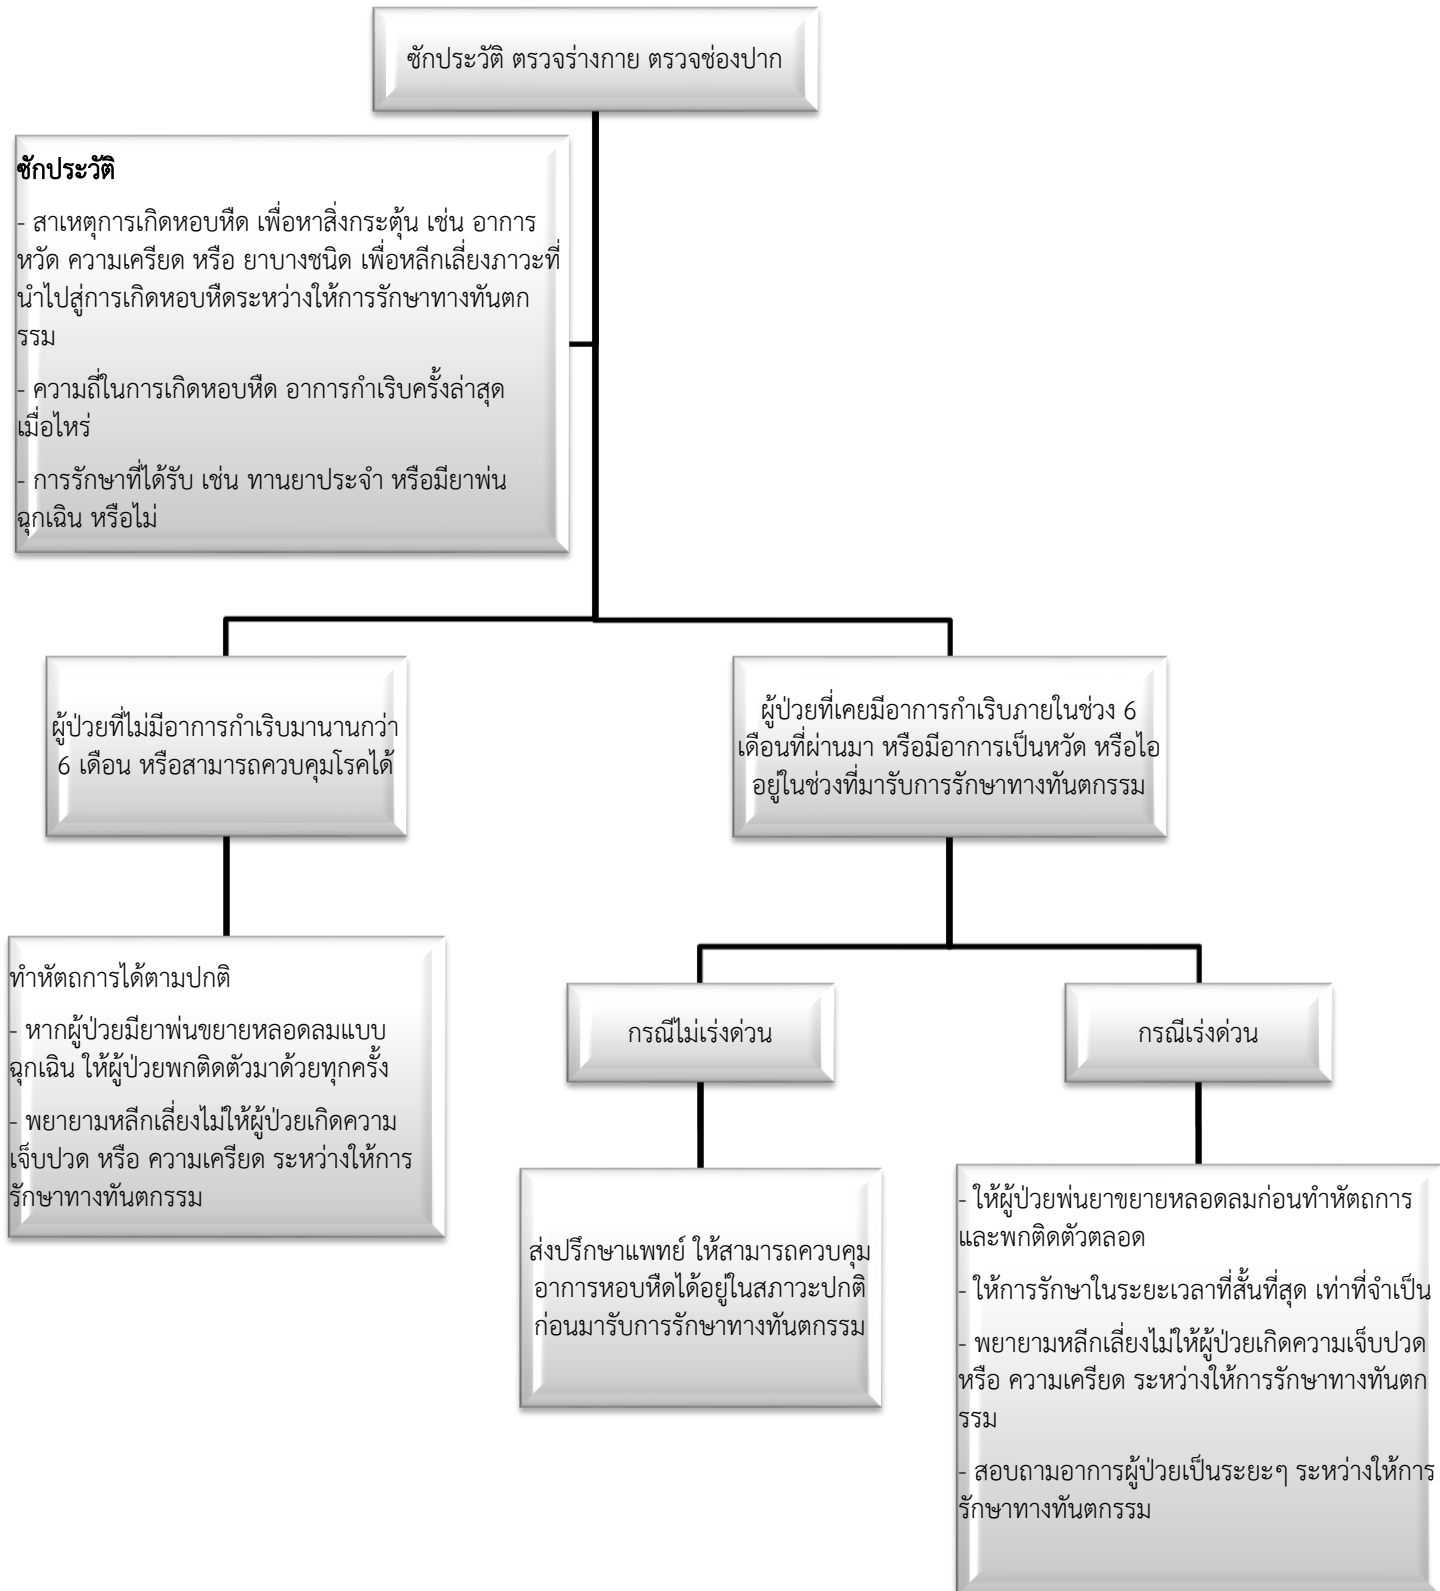 ซักประวัติ ตรวจร่างกาย ตรวจช่องปาก
ซักประวัติ
- สาเหตุการเกิดหอบหืด เพื่อหาสิ่งกระตุ้น เช่น อาการ
หวัด ความเครียด หรือ ยาบางชนิด เพื่อหลีกเลี่ยงภาวะที่
นำไปสู่การเกิดหอบหืดระหว่างให้การรักษาทางทันตก
รรม
- ความถี่ในการเกิดหอบหืด อาการกำเริบครั้งล่าสุด
เมื่อไหร่
- การรักษาที่ได้รับ เช่น ทานยาประจำ หรือมียาพ่น
ฉุกเฉิน หรือไม่
ผู้ป่วยที่ไม่มีอาการกำเริบมานานกว่า
6 เดือน หรือสามารถควบคุมโรคได้
ทำหัตถการได้ตามปกติ
- หากผู้ป่วยมียาพ่นขยายหลอดลมแบบ
ฉุกเฉิน ให้ผู้ป่วยพกติดตัวมาด้วยทุกครั้ง
- พยายามหลีกเลี่ยงไม่ให้ผู้ป่วยเกิดความ
เจ็บปวด หรือ ความเครียด ระหว่างให้การ
รักษาทางทันตกรรม
ผู้ป่วยที่เคยมีอาการกำเริบภายในช่วง 6
เดือนที่ผ่านมา หรือมีอาการเป็นหวัด หรือไอ
อยู่ในช่วงที่มารับการรักษาทางทันตกรรม
กรณีไม่เร่งด่วน
ส่งปรึกษาแพทย์ ให้สามารถควบคุม
อาการหอบหืดได้อยู่ในสภาวะปกติ
ก่อนมารับการรักษาทางทันตกรรม
กรณีเร่งด่วน
- ให้ผู้ป่วยพ่นยาขยายหลอดลมก่อนทำหัตถการ
และพกติดตัวตลอด
- ให้การรักษาในระยะเวลาที่สั้นที่สุด เท่าที่จำเป็น
- พยายามหลีกเลี่ยงไม่ให้ผู้ป่วยเกิดความเจ็บปวด
หรือ ความเครียด ระหว่างให้การรักษาทางทันตก
รรม
- สอบถามอาการผู้ป่วยเป็นระยะๆ ระหว่างให้การ
รักษาทางทันตกรรม